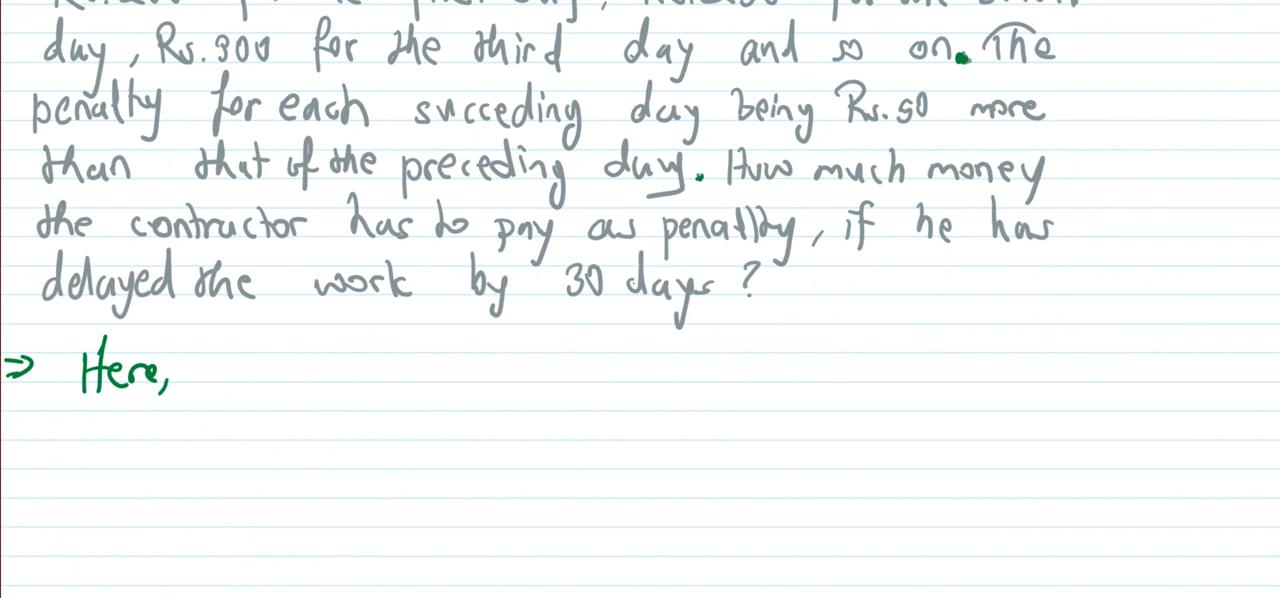 day, Rs. 300 for the third day and so on. The
penalty for each succeding day being Rs. 50 more
than that of the preceding day. How much money
the contractor has to pay as penalty, if he has
delayed the work by 30 days?
⇒ Here,